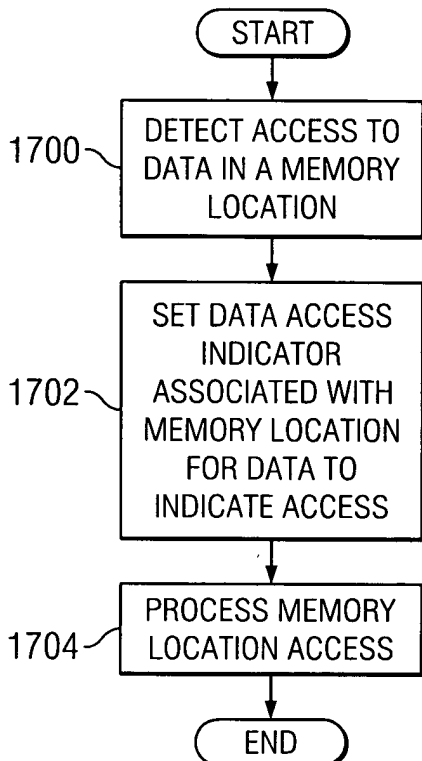 START
1700
DETECT ACCESS TO
DATA IN A MEMORY
LOCATION
1702
SET DATA ACCESS
INDICATOR
ASSOCIATED WITH
MEMORY LOCATION
FOR DATA TO
INDICATE ACCESS
1704
PROCESS MEMORY
LOCATION ACCESS
END